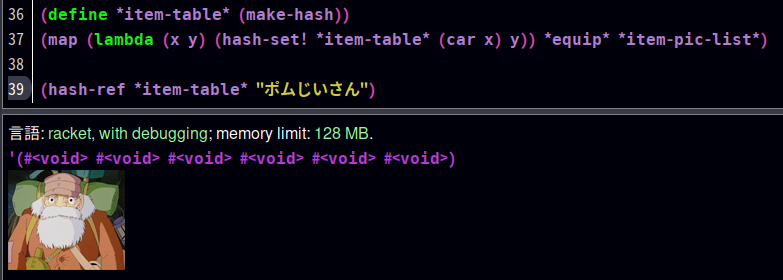 36 (define *item-table* (make-hash))
37 (map (lambda (x y) (hash-set! *item-table* (car x) y)) *equip* *item-pic-list*)
38
39 (hash-ref *item-table* "ポムじいさん")
言語: racket, with debugging; memory limit: 128 MB.
'(#<void> #<void> #<void> #<void> #<void> #<void>)